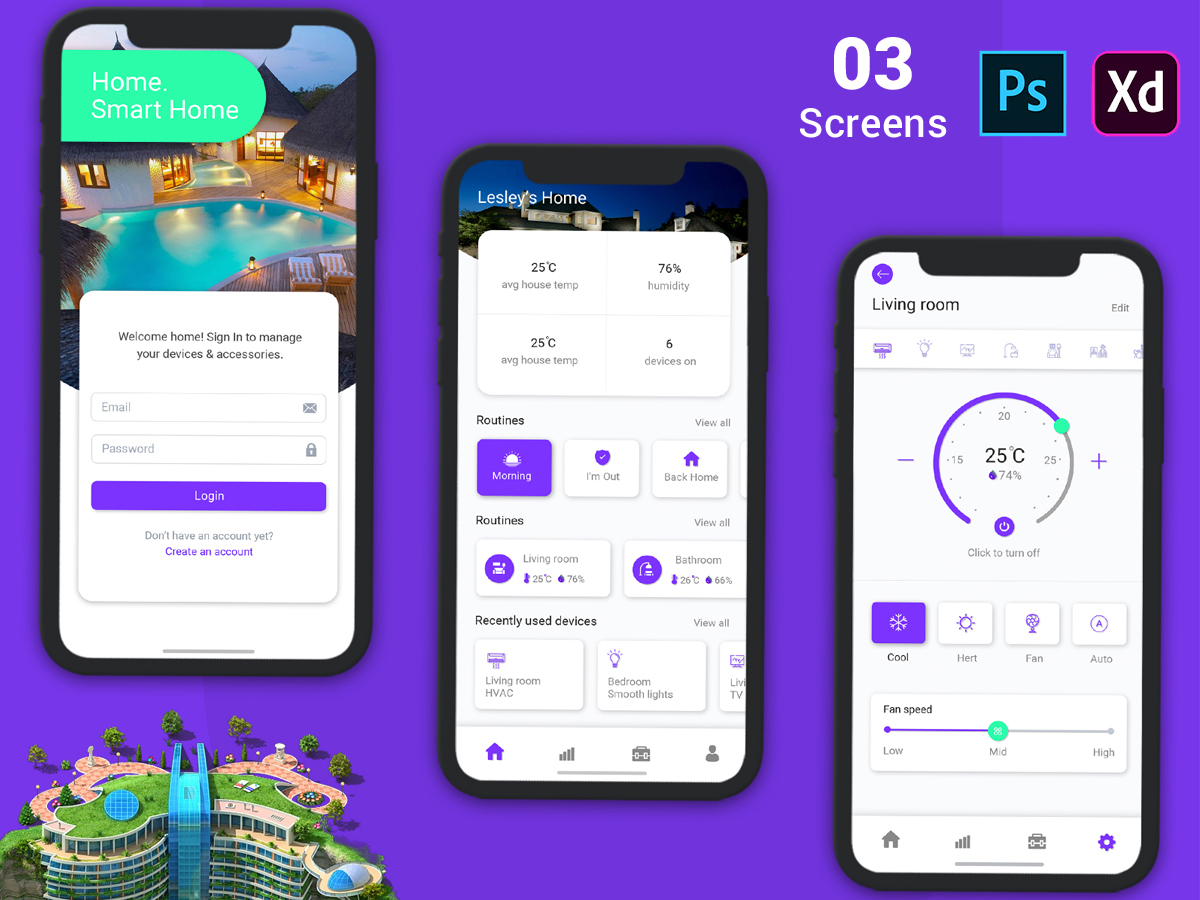 Home.
Smart Home
Welcome home! Sign In to manage
your devices & accessories.
Email
Password
Login
Don't have an account yet?
Create an account
Lesley's Home
25°C
avg house temp
76%
humidity
25°C
avg house temp
6
devices on
Routines
View all
Morning
I'm Out
Back Home
Routines
View all
Living room
25°C 76%
Bathroom
26°C 66%
Recently used devices
View all
Living room
HVAC
Bedroom
Smooth lights
Livi
TV
03
Screens
Ps
Xd
Living room
Edit
20
15
25
25°C
74%
Click to turn off
Cool
Hert
Fan
A
Auto
Fan speed
Low
Mid
High